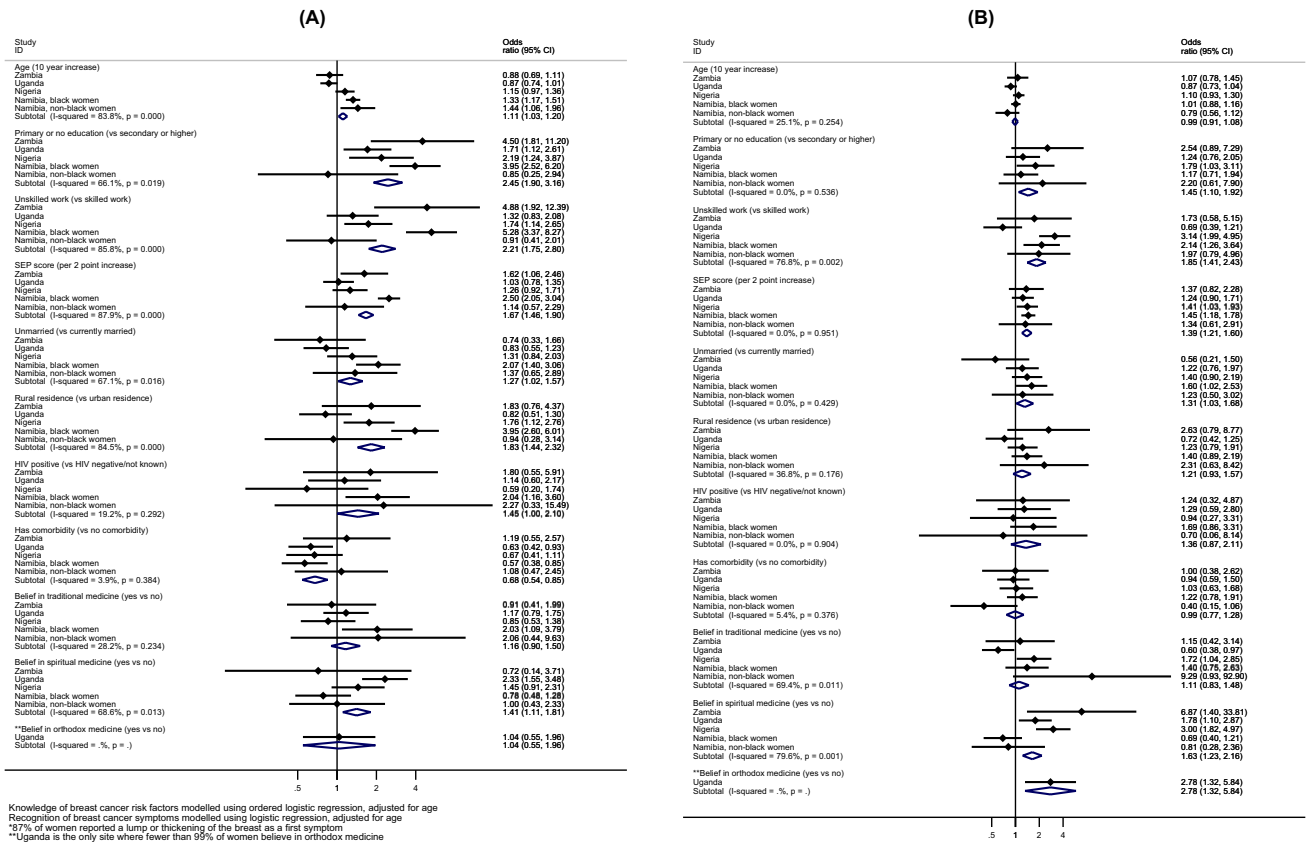 (A)
Study
ID
Odds
ratio (95% CI)
Age (10 year increase)
Zambia 0.88 (0.69, 1.11)
Uganda 0.87 (0.74, 1.01)
Nigeria 1.15 (0.97, 1.36)
Namibia, black women 1.33 (1.17, 1.51)
Namibia, non-black women 1.44 (1.06, 1.96)
Subtotal (I-squared = 83.8%, p = 0.000) 1.11 (1.03, 1.20)
Primary or no education (vs secondary or higher)
Zambia 4.50 (1.81, 11.20)
Uganda 1.71 (1.12, 2.61)
Nigeria 2.19 (1.24, 3.87)
Namibia, black women 3.95 (2.52, 6.20)
Namibia, non-black women 0.85 (0.25, 2.94)
Subtotal (I-squared = 66.1%, p = 0.019) 2.45 (1.90, 3.16)
Unskilled work (vs skilled work)
Zambia 4.88 (1.92, 12.39)
Uganda 1.32 (0.83, 2.08)
Nigeria 1.74 (1.14, 2.65)
Namibia, black women 5.28 (3.37, 8.27)
Namibia, non-black women 0.91 (0.41, 2.01)
Subtotal (I-squared = 85.8%, p = 0.000) 2.21 (1.75, 2.80)
SEP score (per 2 point increase)
Zambia 1.62 (1.06, 2.46)
Uganda 1.03 (0.78, 1.35)
Nigeria 1.26 (0.92, 1.71)
Namibia, black women 2.50 (2.05, 3.04)
Namibia, non-black women 1.14 (0.57, 2.29)
Subtotal (I-squared = 87.9%, p = 0.000) 1.67 (1.46, 1.90)
Unmarried (vs currently married)
Zambia 0.74 (0.33, 1.66)
Uganda 0.83 (0.55, 1.23)
Nigeria 1.31 (0.84, 2.03)
Namibia, black women 2.07 (1.40, 3.06)
Namibia, non-black women 1.37 (0.65, 2.89)
Subtotal (I-squared = 67.1%, p = 0.016) 1.27 (1.02, 1.57)
Rural residence (vs urban residence)
Zambia 1.83 (0.76, 4.37)
Uganda 0.82 (0.51, 1.30)
Nigeria 1.76 (1.12, 2.76)
Namibia, black women 3.95 (2.60, 6.01)
Namibia, non-black women 0.94 (0.28, 3.14)
Subtotal (I-squared = 84.5%, p = 0.000) 1.83 (1.44, 2.32)
HIV positive (vs HIV negative/not known)
Zambia 1.80 (0.55, 5.91)
Uganda 1.14 (0.60, 2.17)
Nigeria 0.59 (0.20, 1.74)
Namibia, black women 2.04 (1.16, 3.60)
Namibia, non-black women 2.27 (0.33, 15.49)
Subtotal (I-squared = 19.2%, p = 0.292) 1.45 (1.00, 2.10)
Has comorbidity (vs no comorbidity)
Zambia 1.19 (0.55, 2.57)
Uganda 0.63 (0.42, 0.93)
Nigeria 0.67 (0.41, 1.11)
Namibia, black women 0.57 (0.38, 0.85)
Namibia, non-black women 1.08 (0.47, 2.45)
Subtotal (I-squared = 3.9%, p = 0.384) 0.68 (0.54, 0.85)
Belief in traditional medicine (yes vs no)
Zambia 0.91 (0.41, 1.99)
Uganda 1.17 (0.79, 1.75)
Nigeria 0.85 (0.53, 1.38)
Namibia, black women 2.03 (1.09, 3.79)
Namibia, non-black women 2.06 (0.44, 9.63)
Subtotal (I-squared = 28.2%, p = 0.234) 1.16 (0.90, 1.50)
Belief in spiritual medicine (yes vs no)
Zambia 0.72 (0.14, 3.71)
Uganda 2.33 (1.55, 3.48)
Nigeria 1.45 (0.91, 2.31)
Namibia, black women 0.78 (0.48, 1.28)
Namibia, non-black women 1.00 (0.43, 2.33)
Subtotal (I-squared = 68.6%, p = 0.013) 1.41 (1.11, 1.81)
**Belief in orthodox medicine (yes vs no)
Uganda 1.04 (0.55, 1.96)
Subtotal (I-squared = .%, p = .) 1.04 (0.55, 1.96)
.5 1 2 4
Knowledge of breast cancer risk factors modelled using ordered logistic regression, adjusted for age
Recognition of breast cancer symptoms modelled using logistic regression, adjusted for age
*87% of women reported a lump or thickening of the breast as a first symptom
**Uganda is the only site where fewer than 99% of women believe in orthodox medicine
(B)
Study
ID
Odds
ratio (95% CI)
Age (10 year increase)
Zambia 1.07 (0.78, 1.45)
Uganda 0.87 (0.73, 1.04)
Nigeria 1.10 (0.93, 1.30)
Namibia, black women 1.01 (0.88, 1.16)
Namibia, non-black women 0.79 (0.56, 1.12)
Subtotal (I-squared = 25.1%, p = 0.254) 0.99 (0.91, 1.08)
Primary or no education (vs secondary or higher)
Zambia 2.54 (0.89, 7.29)
Uganda 1.24 (0.76, 2.05)
Nigeria 1.79 (1.03, 3.11)
Namibia, black women 1.17 (0.71, 1.94)
Namibia, non-black women 2.20 (0.61, 7.90)
Subtotal (I-squared = 0.0%, p = 0.536) 1.45 (1.10, 1.92)
Unskilled work (vs skilled work)
Zambia 1.73 (0.58, 5.15)
Uganda 0.69 (0.39, 1.21)
Nigeria 3.14 (1.99, 4.95)
Namibia, black women 2.14 (1.26, 3.64)
Namibia, non-black women 1.97 (0.79, 4.96)
Subtotal (I-squared = 76.8%, p = 0.002) 1.85 (1.41, 2.43)
SEP score (per 2 point increase)
Zambia 1.37 (0.82, 2.28)
Uganda 1.24 (0.90, 1.71)
Nigeria 1.41 (1.03, 1.93)
Namibia, black women 1.45 (1.18, 1.78)
Namibia, non-black women 1.34 (0.61, 2.91)
Subtotal (I-squared = 0.0%, p = 0.951) 1.39 (1.21, 1.60)
Unmarried (vs currently married)
Zambia 0.56 (0.21, 1.50)
Uganda 1.22 (0.76, 1.97)
Nigeria 1.40 (0.90, 2.19)
Namibia, black women 1.60 (1.02, 2.53)
Namibia, non-black women 1.23 (0.50, 3.02)
Subtotal (I-squared = 0.0%, p = 0.429) 1.31 (1.03, 1.68)
Rural residence (vs urban residence)
Zambia 2.63 (0.79, 8.77)
Uganda 0.72 (0.42, 1.25)
Nigeria 1.23 (0.79, 1.91)
Namibia, black women 1.40 (0.89, 2.19)
Namibia, non-black women 2.31 (0.63, 8.42)
Subtotal (I-squared = 36.8%, p = 0.176) 1.21 (0.93, 1.57)
HIV positive (vs HIV negative/not known)
Zambia 1.24 (0.32, 4.87)
Uganda 1.29 (0.59, 2.80)
Nigeria 0.94 (0.27, 3.31)
Namibia, black women 1.69 (0.86, 3.31)
Namibia, non-black women 0.70 (0.06, 8.14)
Subtotal (I-squared = 0.0%, p = 0.904) 1.36 (0.87, 2.11)
Has comorbidity (vs no comorbidity)
Zambia 1.00 (0.38, 2.62)
Uganda 0.94 (0.59, 1.50)
Nigeria 1.03 (0.63, 1.68)
Namibia, black women 1.22 (0.78, 1.91)
Namibia, non-black women 0.40 (0.15, 1.06)
Subtotal (I-squared = 5.4%, p = 0.376) 0.99 (0.77, 1.28)
Belief in traditional medicine (yes vs no)
Zambia 1.15 (0.42, 3.14)
Uganda 0.60 (0.38, 0.97)
Nigeria 1.72 (1.04, 2.85)
Namibia, black women 1.40 (0.75, 2.63)
Namibia, non-black women 9.29 (0.93, 92.90)
Subtotal (I-squared = 69.4%, p = 0.011) 1.11 (0.83, 1.48)
Belief in spiritual medicine (yes vs no)
Zambia 6.87 (1.40, 33.81)
Uganda 1.78 (1.10, 2.87)
Nigeria 3.00 (1.82, 4.97)
Namibia, black women 0.69 (0.40, 1.21)
Namibia, non-black women 0.81 (0.28, 2.36)
Subtotal (I-squared = 79.6%, p = 0.001) 1.63 (1.23, 2.16)
**Belief in orthodox medicine (yes vs no)
Uganda 2.78 (1.32, 5.84)
Subtotal (I-squared = .%, p = .) 2.78 (1.32, 5.84)
.5 1 2 4